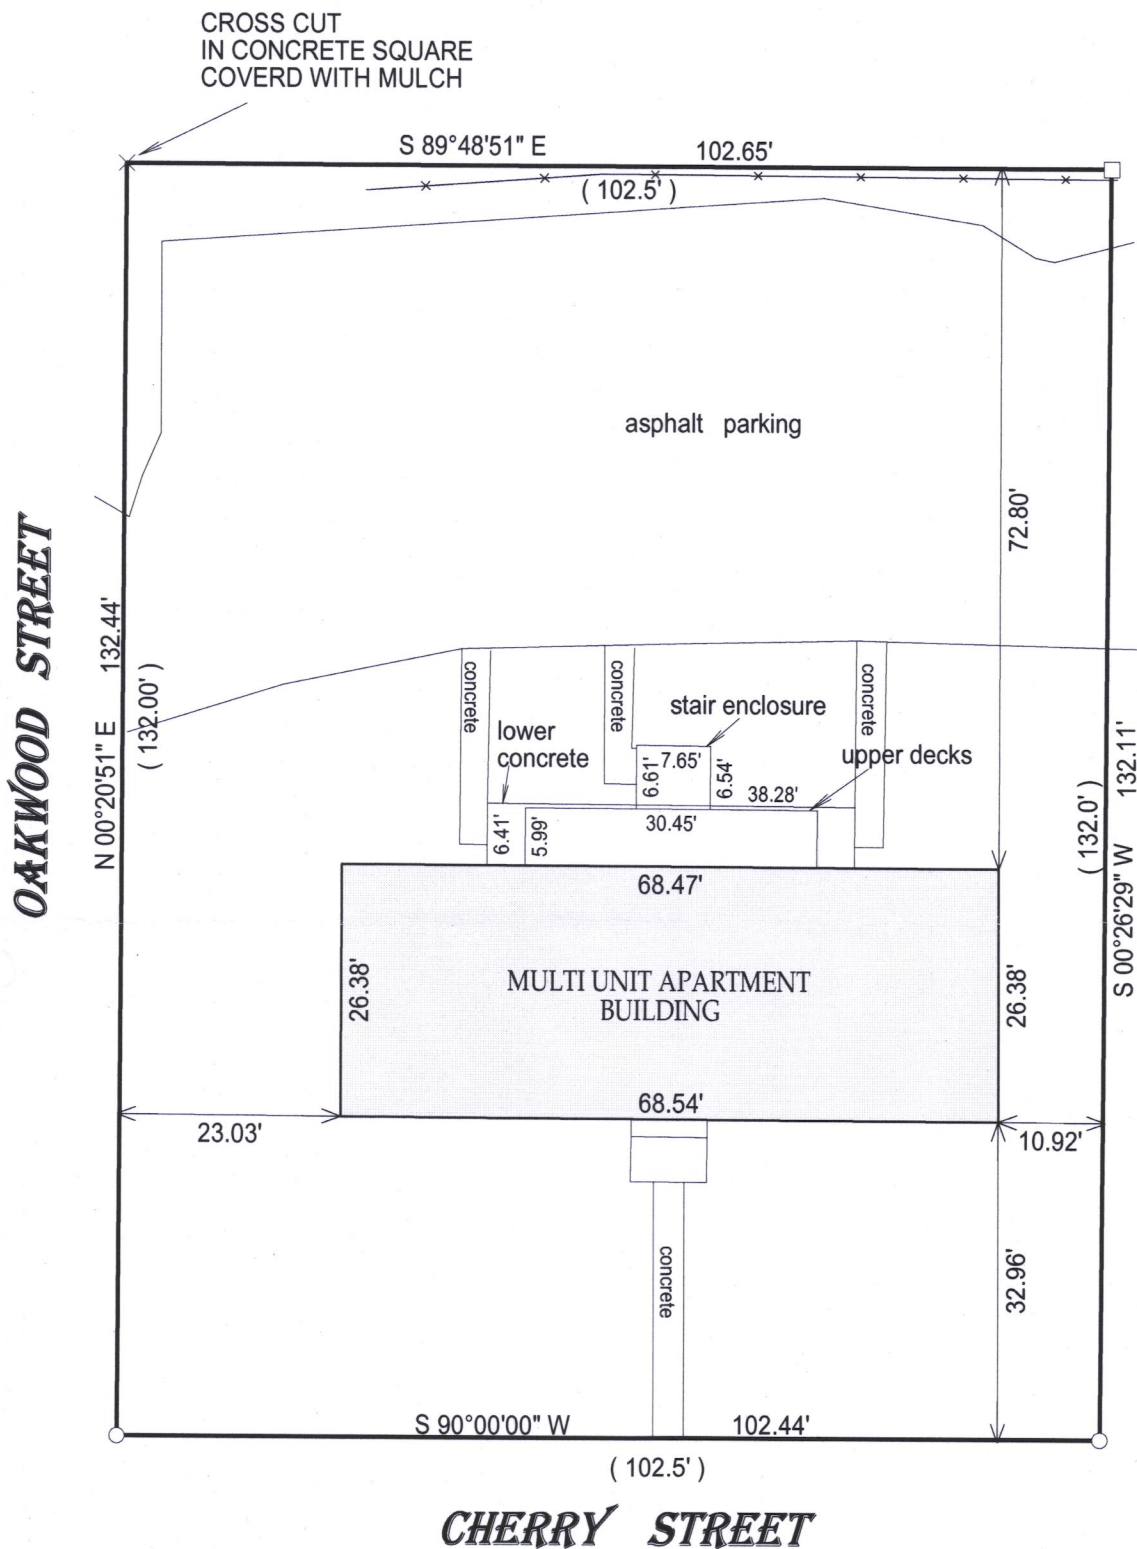 CROSS CUT
IN CONCRETE SQUARE
COVERD WITH MULCH
S 89°48'51" E 102.65'
( 102.5' )
asphalt parking
72.80'
OAKWOOD STREET
N 00°20'51" E 132.44'
( 132.00' )
concrete
concrete
concrete
stair enclosure
lower
concrete
upper decks
7.65'
6.61'
6.54'
38.28'
30.45'
6.41'
5.99'
( 132.0' )
S 00°26'29" W 132.11'
68.47'
26.38'
MULTI UNIT APARTMENT
BUILDING
26.38'
68.54'
23.03'
10.92'
concrete
32.96'
S 90°00'00" W 102.44'
( 102.5' )
CHERRY STREET